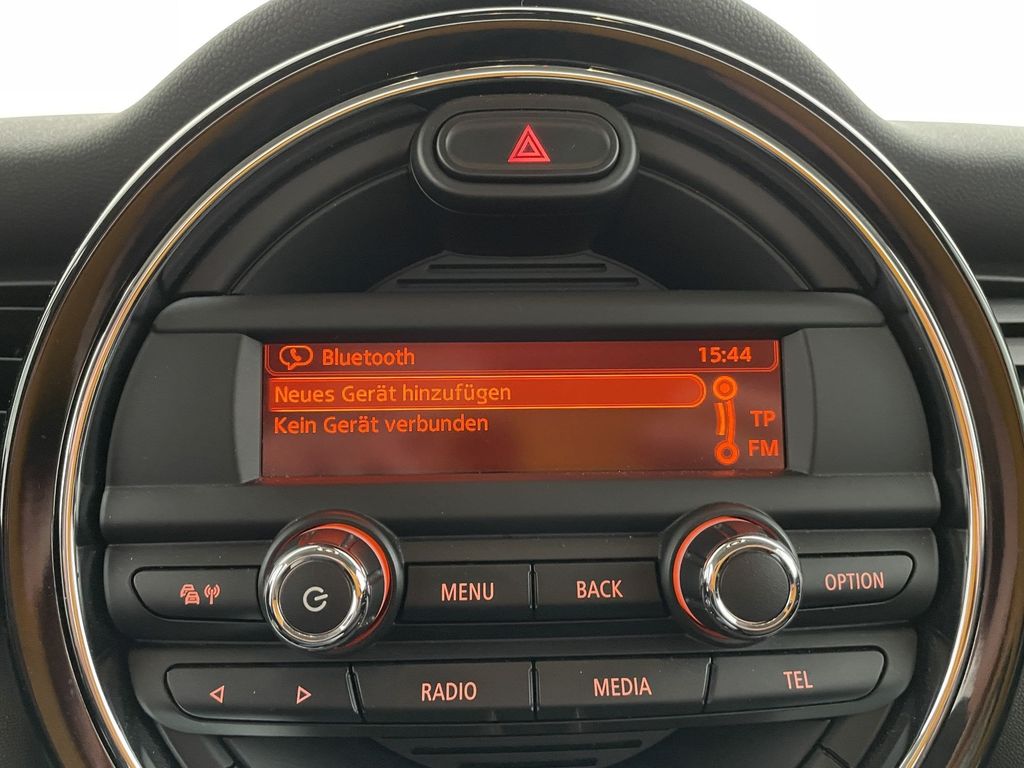 Bluetooth 15:44
Neues Gerät hinzufügen
Kein Gerät verbunden
TP
FM
MENU BACK OPTION
RADIO MEDIA TEL